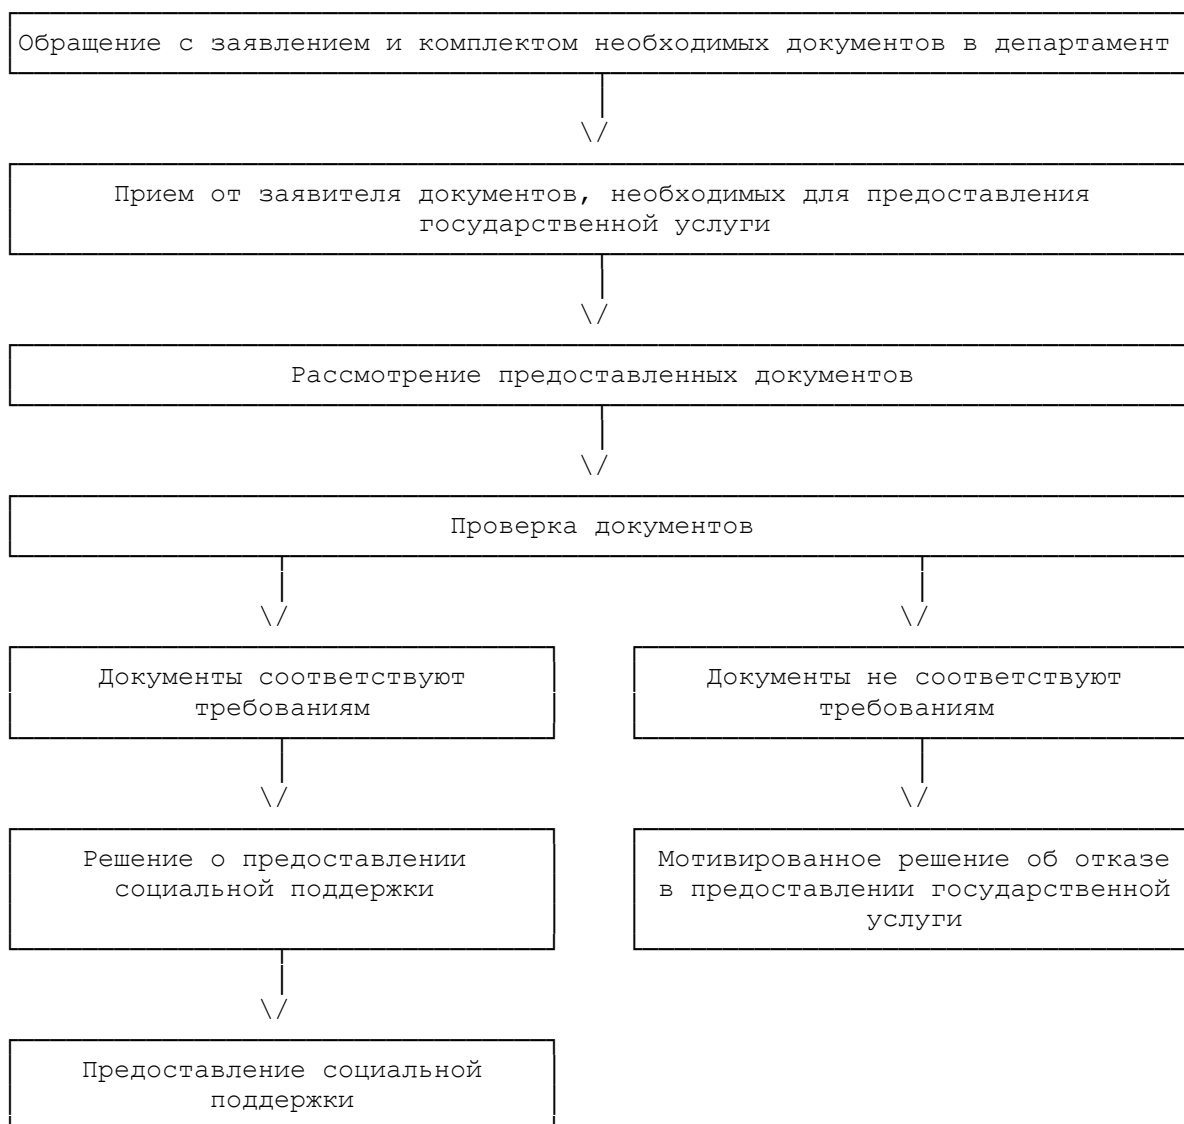 Обращение с заявлением и комплектом необходимых документов в департамент
Прием от заявителя документов, необходимых для предоставления
государственной услуги
Рассмотрение предоставленных документов
Проверка документов
Документы соответствуют
требованиям
Документы не соответствуют
требованиям
Решение о предоставлении
социальной поддержки
Мотивированное решение об отказе
в предоставлении государственной
услуги
Предоставление социальной
поддержки